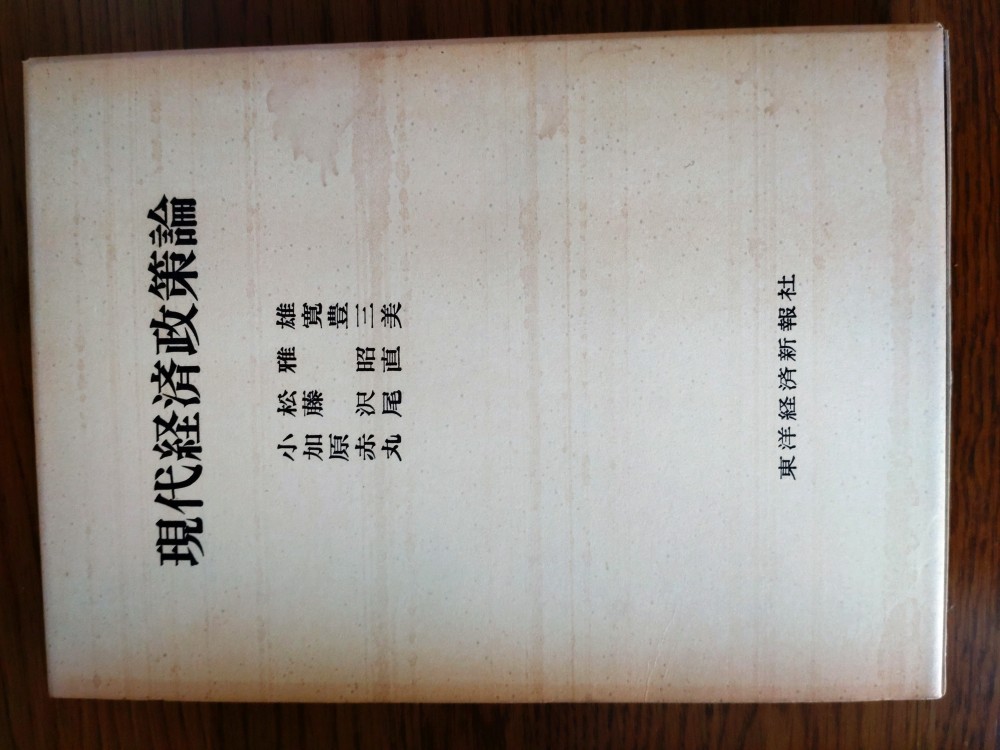 現代経済政策論
小松雅雄
加藤寛
原豊
赤沢昭三
丸尾直美
東洋経済新報社